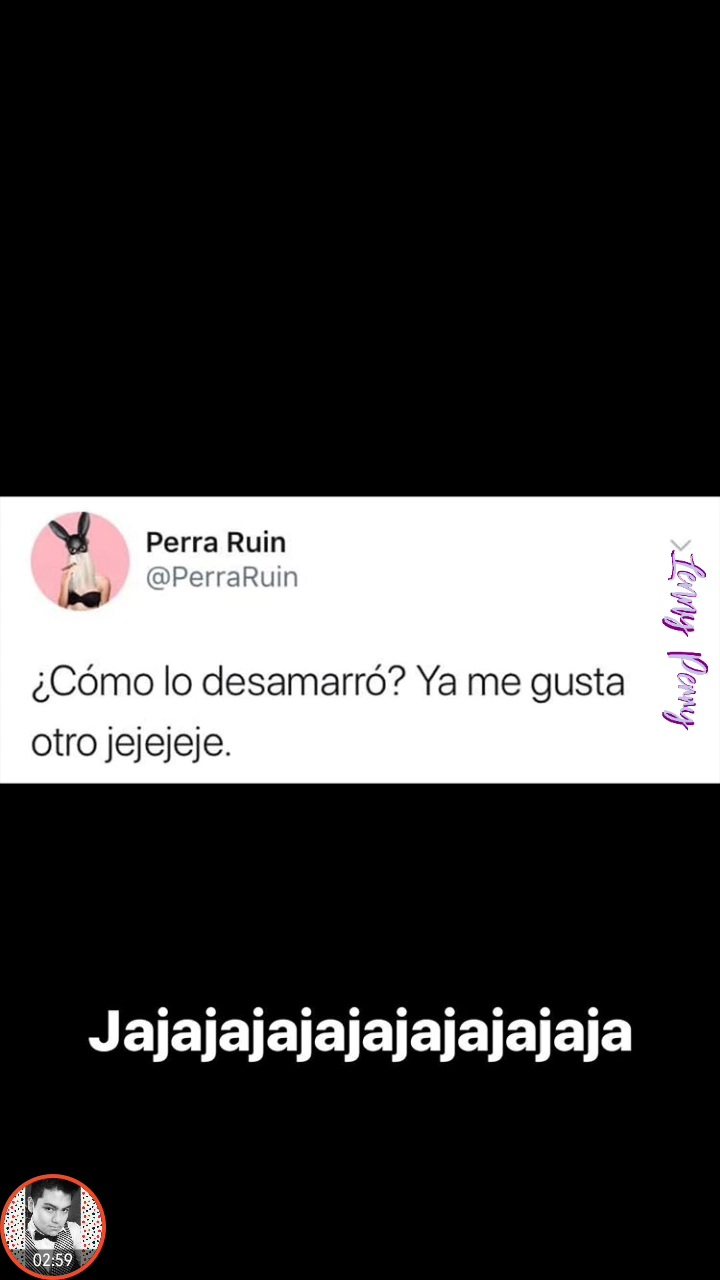 Perra Ruin
@PerraRuin
¿Cómo lo desamarró? Ya me gusta
otro jejejeje.
Lenny Penny
Jajajajajajajajajajaja
02:59